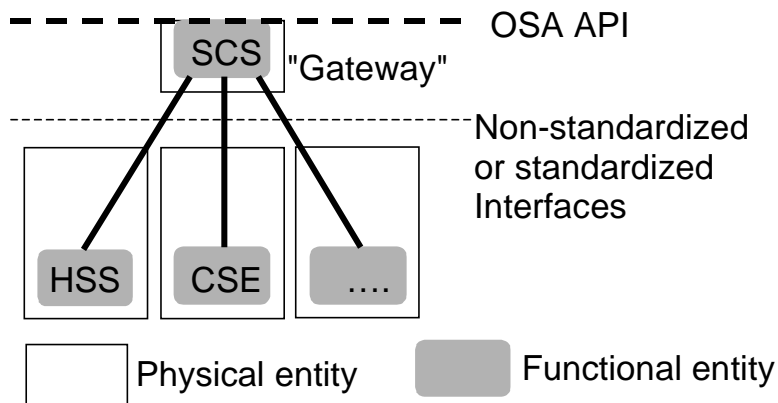 OSA API
SCS
"Gateway"
Non-standardized
or standardized
Interfaces
HSS
CSE
....
Physical entity
Functional entity